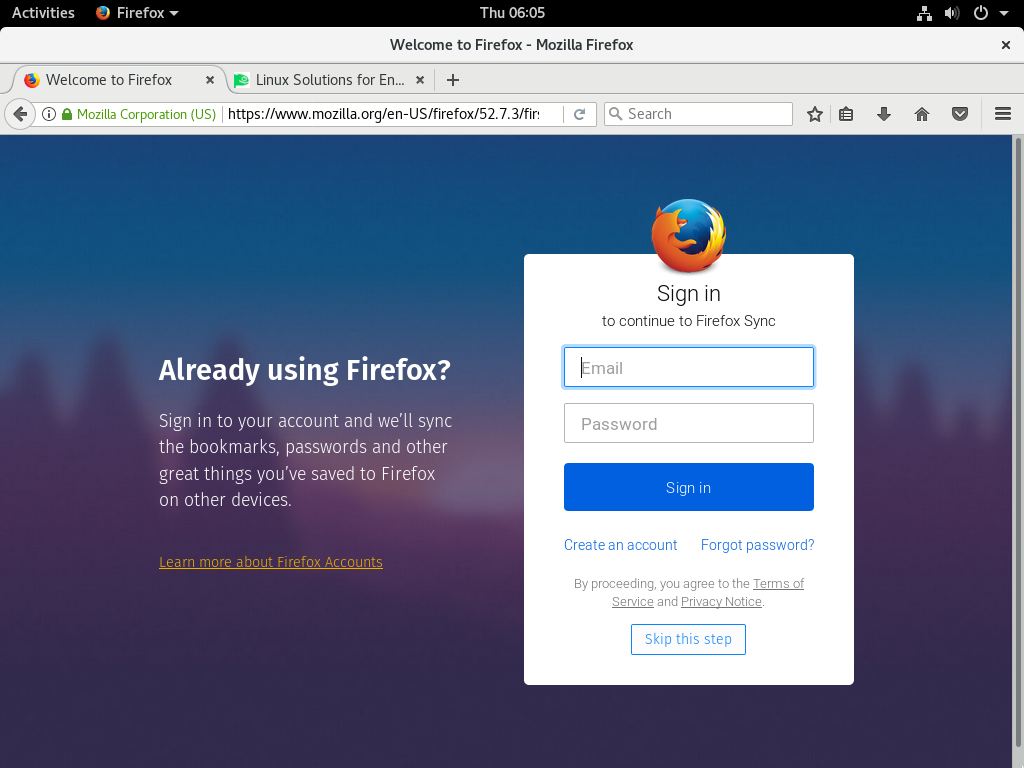 Activities Firefox Thu 06:05
Welcome to Firefox - Mozilla Firefox
Welcome to Firefox Linux Solutions for En...
Mozilla Corporation (US) https://www.mozilla.org/en-US/firefox/52.7.3/firs Search
Sign in
to continue to Firefox Sync
Email
Password
Sign in
Create an account Forgot password?
By proceeding, you agree to the Terms of
Service and Privacy Notice.
Skip this step
Already using Firefox?
Sign in to your account and we’ll sync
the bookmarks, passwords and other
great things you’ve saved to Firefox
on other devices.
Learn more about Firefox Accounts